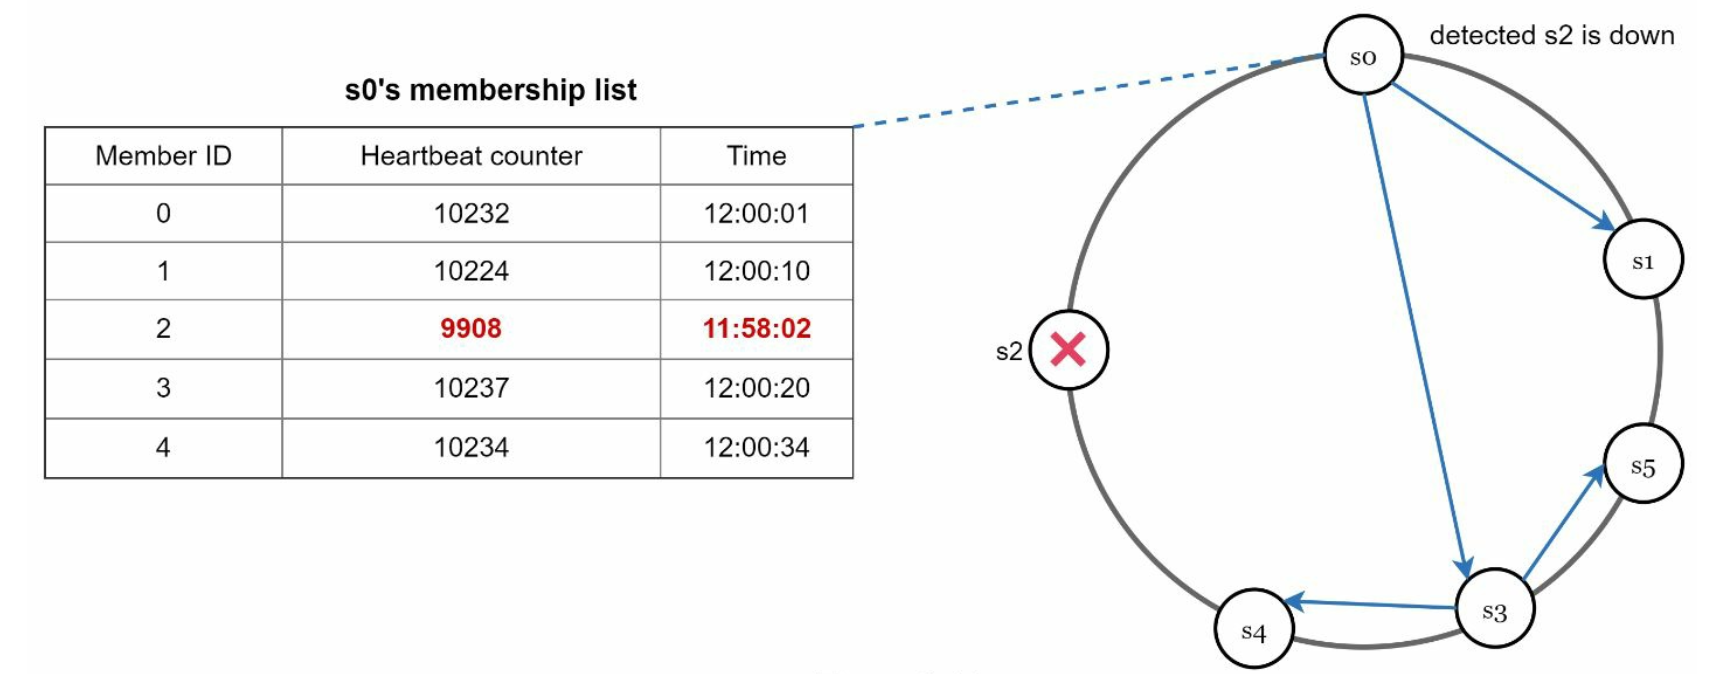 detected s2 is down
s0's membership list
Member ID Heartbeat counter Time
0 10232 12:00:01
1 10224 12:00:10
2 9908 11:58:02
3 10237 12:00:20
4 10234 12:00:34
s0
s1
s2
s5
s3
s4